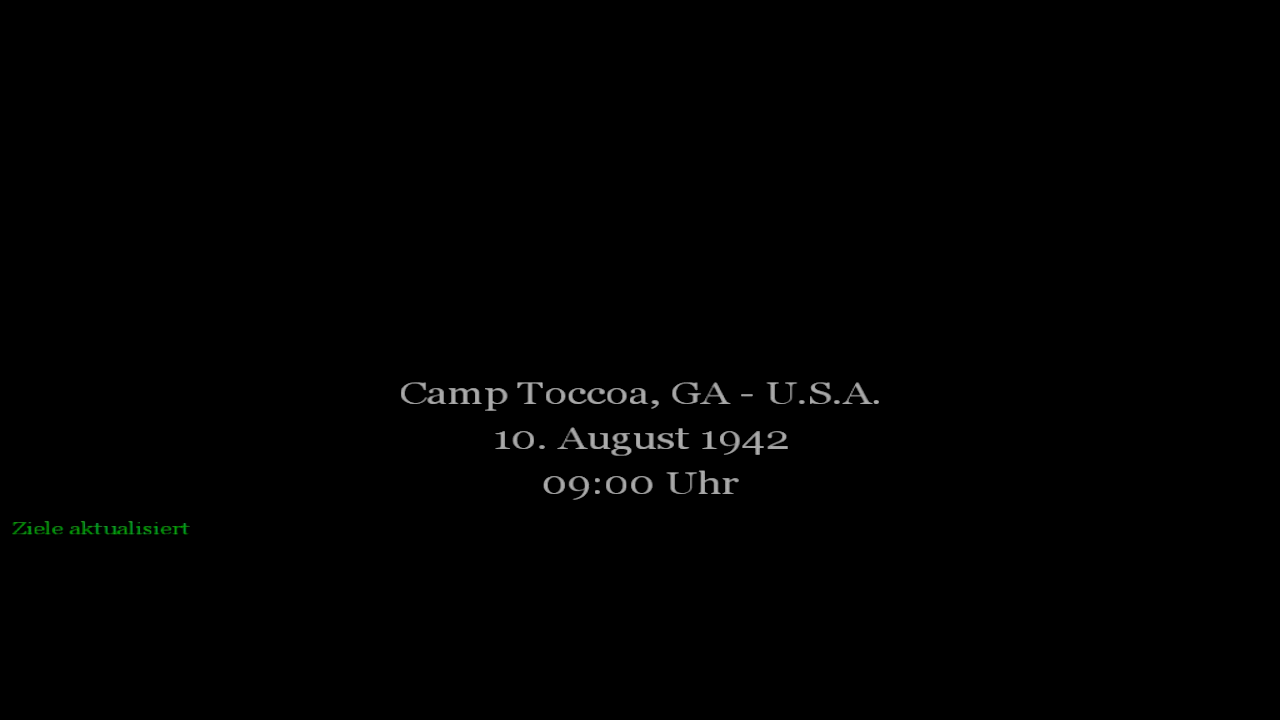 Camp Toccoa, GA - U.S.A.
10. August 1942
09:00 Uhr
Ziele aktualisiert